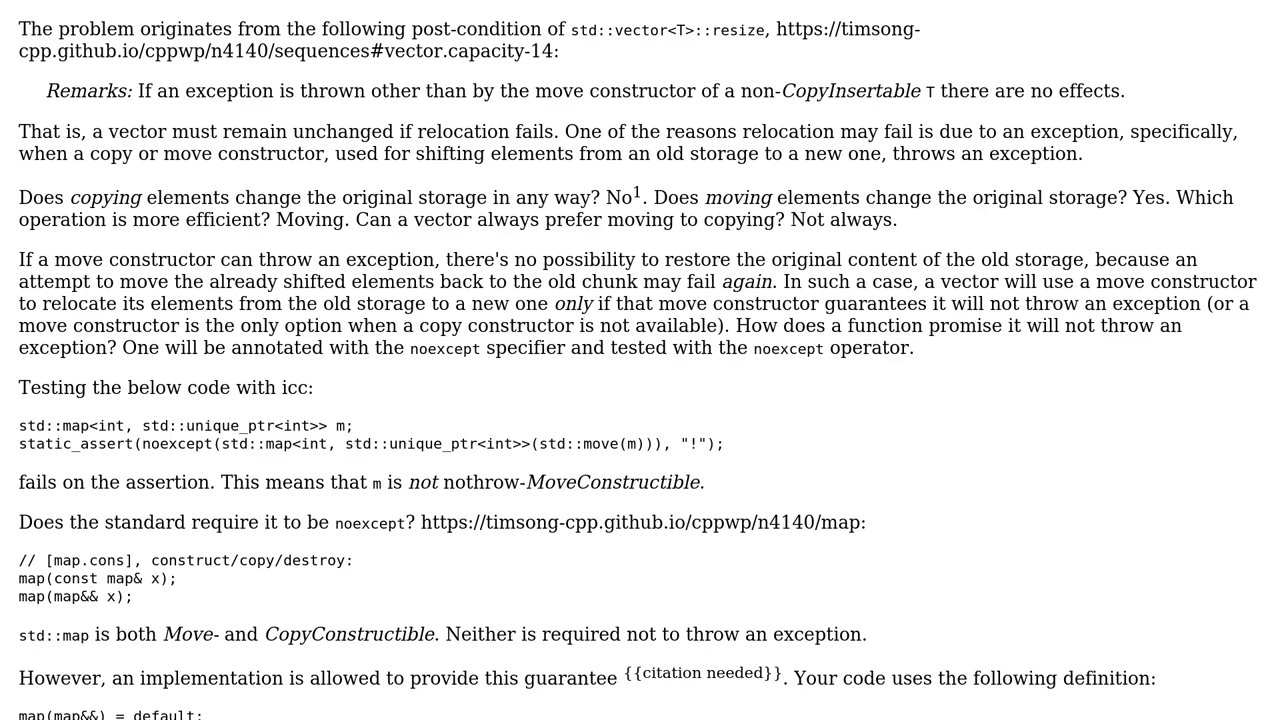 The problem originates from the following post-condition of std::vector<T>::resize, https://timsong-
cpp.github.io/cppwp/n4140/sequences#vector.capacity-14:
Remarks: If an exception is thrown other than by the move constructor of a non-CopyInsertable T there are no effects.
That is, a vector must remain unchanged if relocation fails. One of the reasons relocation may fail is due to an exception, specifically,
when a copy or move constructor, used for shifting elements from an old storage to a new one, throws an exception.
Does copying elements change the original storage in any way? No1. Does moving elements change the original storage? Yes. Which
operation is more efficient? Moving. Can a vector always prefer moving to copying? Not always.
If a move constructor can throw an exception, there's no possibility to restore the original content of the old storage, because an
attempt to move the already shifted elements back to the old chunk may fail again. In such a case, a vector will use a move constructor
to relocate its elements from the old storage to a new one only if that move constructor guarantees it will not throw an exception (or a
move constructor is the only option when a copy constructor is not available). How does a function promise it will not throw an
exception? One will be annotated with the noexcept specifier and tested with the noexcept operator.
Testing the below code with icc:
std::map<int, std::unique_ptr<int>> m;
static_assert(noexcept(std::map<int, std::unique_ptr<int>>(std::move(m))), "!");
fails on the assertion. This means that m is not nothrow-MoveConstructible.
Does the standard require it to be noexcept? https://timsong-cpp.github.io/cppwp/n4140/map:
// [map.cons], construct/copy/destroy:
map(const map& x);
map(map&& x);
std::map is both Move- and CopyConstructible. Neither is required not to throw an exception.
However, an implementation is allowed to provide this guarantee {{citation needed}}. Your code uses the following definition:
map(map&&) = default;